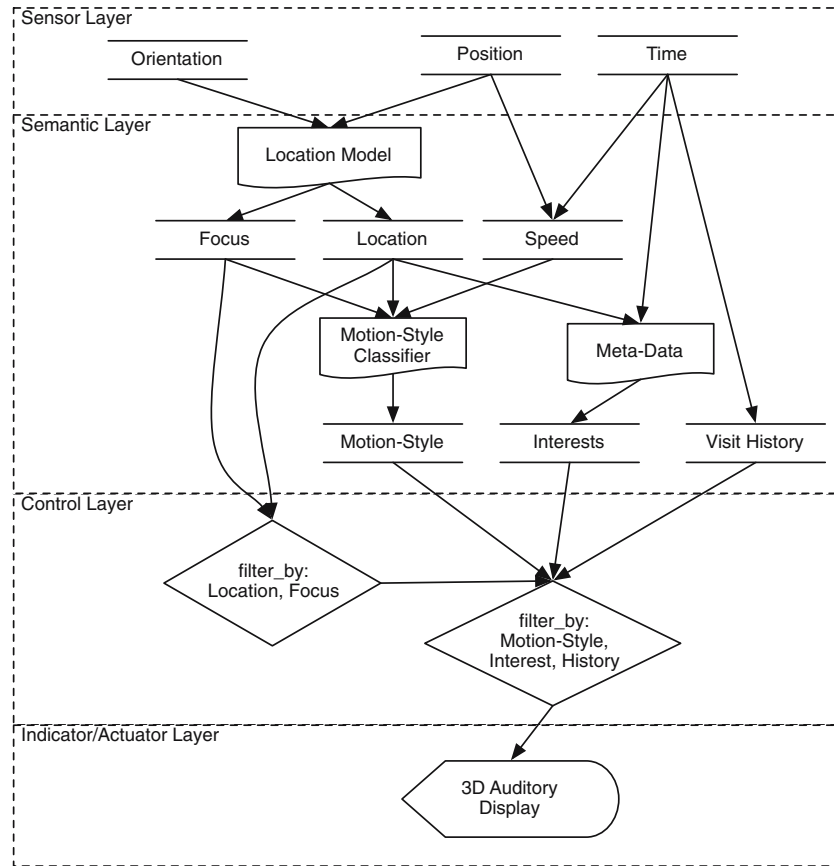 Sensor Layer
Orientation
Position
Time
Semantic Layer
Location Model
Focus
Location
Speed
Motion-Style
Classifier
Meta-Data
Motion-Style
Interests
Visit History
Control Layer
filter_by:
Location, Focus
filter_by:
Motion-Style,
Interest, History
Indicator/Actuator Layer
3D Auditory
Display